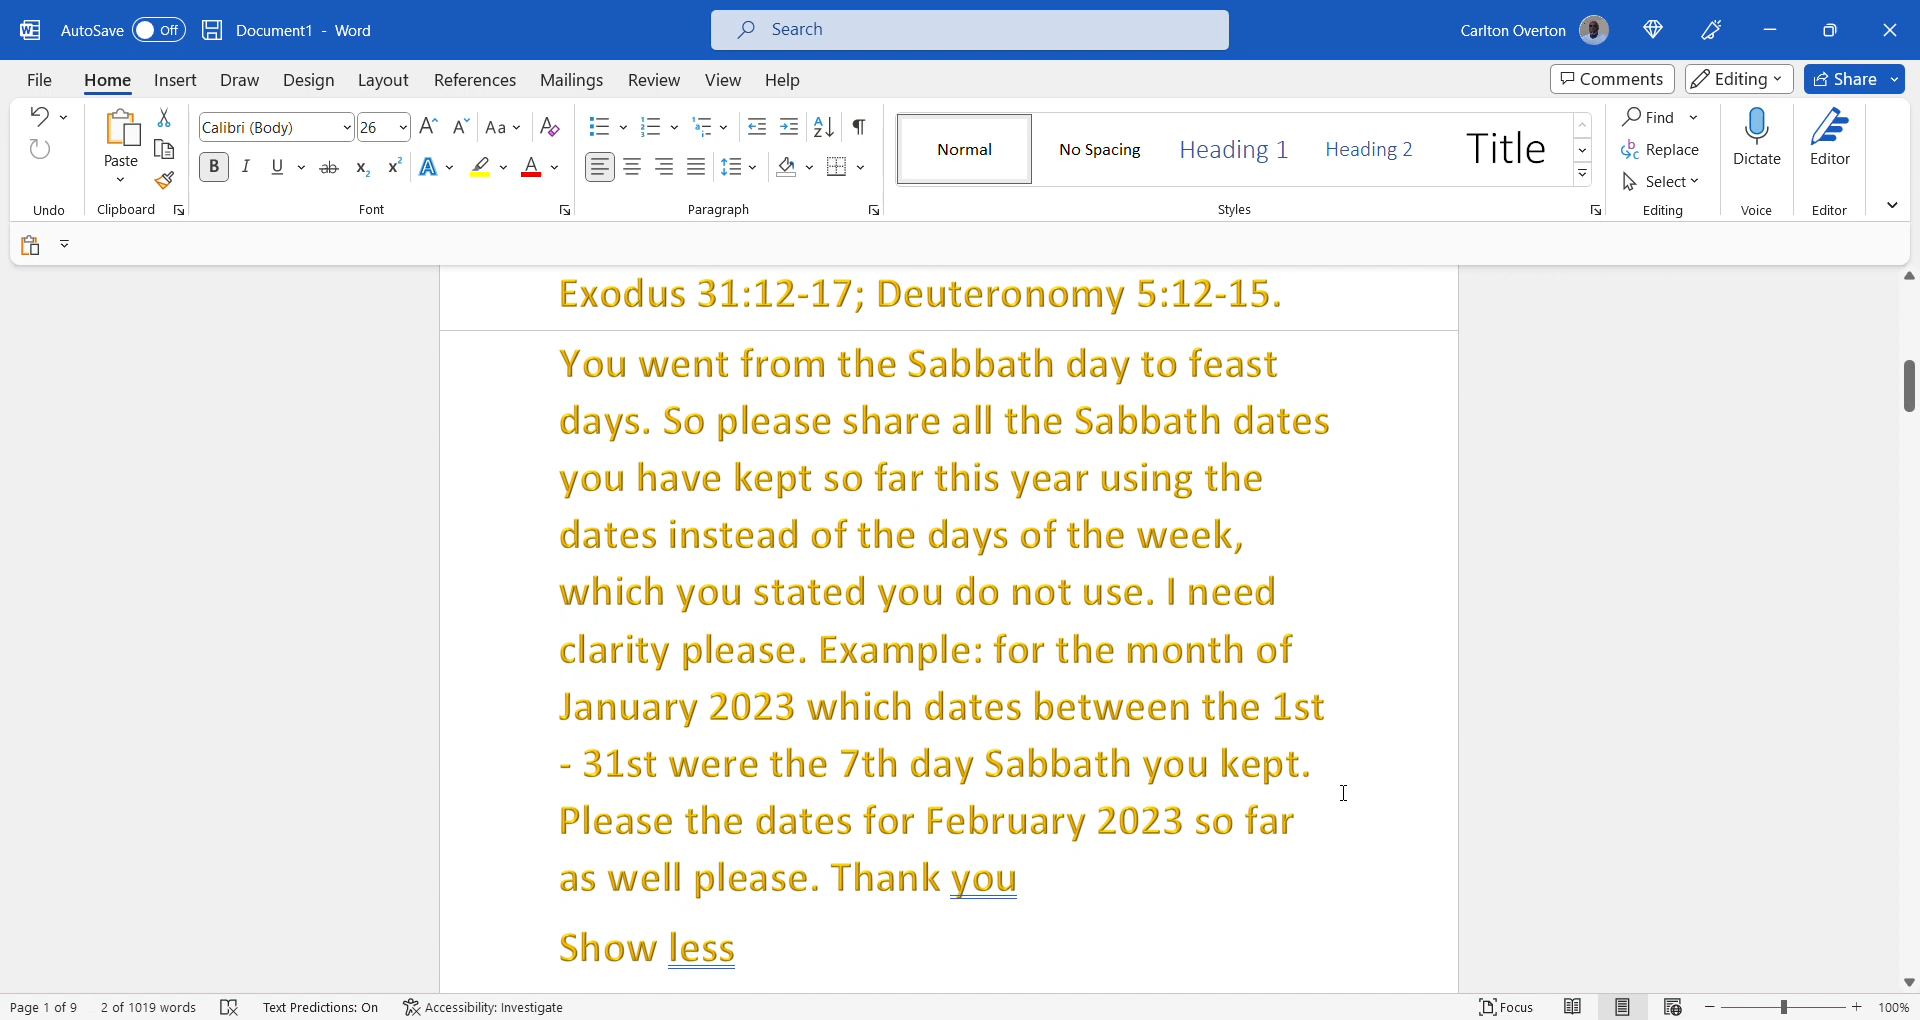 AutoSave Off Document1 - Word Search Carlton Overton
File Home Insert Draw Design Layout References Mailings Review View Help Comments Editing Share
Calibri (Body) 26 Aa
Paste B I U ab x2 x2 A A Normal No Spacing Heading 1 Heading 2 Title Find Replace Select Dictate Editor
Undo Clipboard Font Paragraph Styles Editing Voice Editor
Exodus 31:12-17; Deuteronomy 5:12-15.
You went from the Sabbath day to feast
days. So please share all the Sabbath dates
you have kept so far this year using the
dates instead of the days of the week,
which you stated you do not use. I need
clarity please. Example: for the month of
January 2023 which dates between the 1st
- 31st were the 7th day Sabbath you kept.
Please the dates for February 2023 so far
as well please. Thank you
Show less
Page 1 of 9 2 of 1019 words Text Predictions: On Accessibility: Investigate Focus 100%